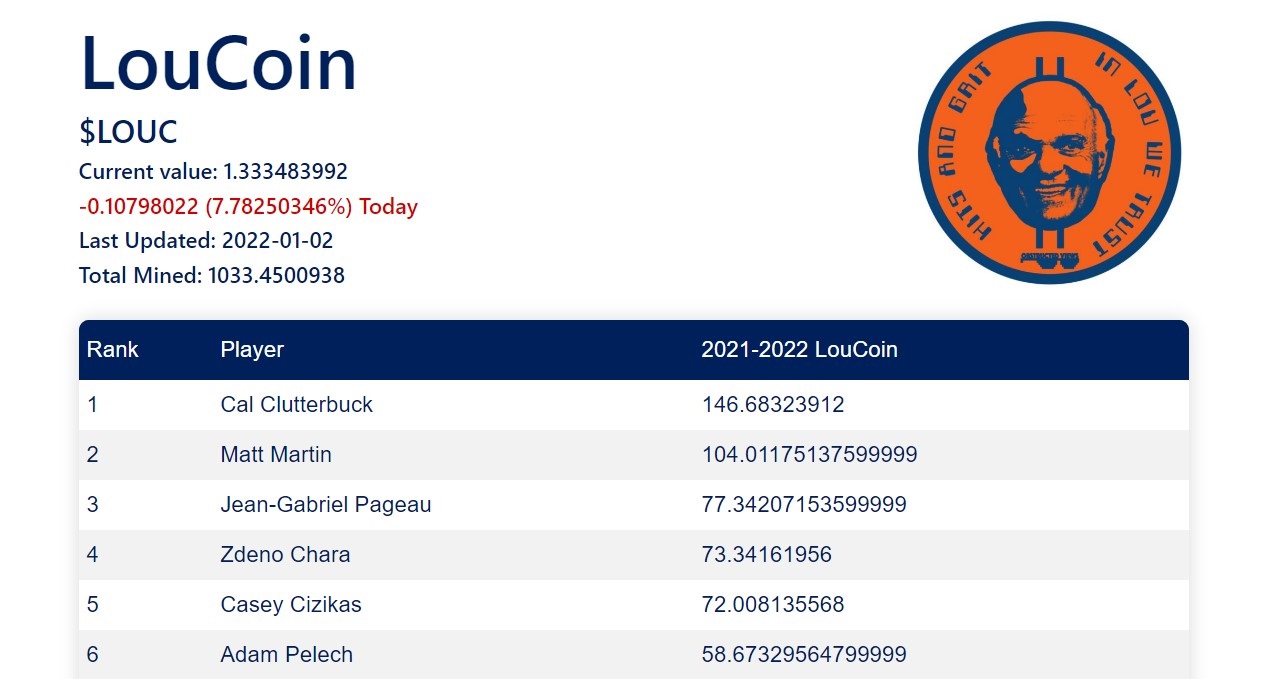 LouCoin
$LOUC
Current value: 1.333483992
-0.10798022 (7.78250346%) Today
Last Updated: 2022-01-02
Total Mined: 1033.4500938
HITS AND GRIT
IN LOU WE TRUST
Rank Player 2021-2022 LouCoin
1 Cal Clutterbuck 146.68323912
2 Matt Martin 104.01175137599999
3 Jean-Gabriel Pageau 77.34207153599999
4 Zdeno Chara 73.34161956
5 Casey Cizikas 72.008135568
6 Adam Pelech 58.67329564799999